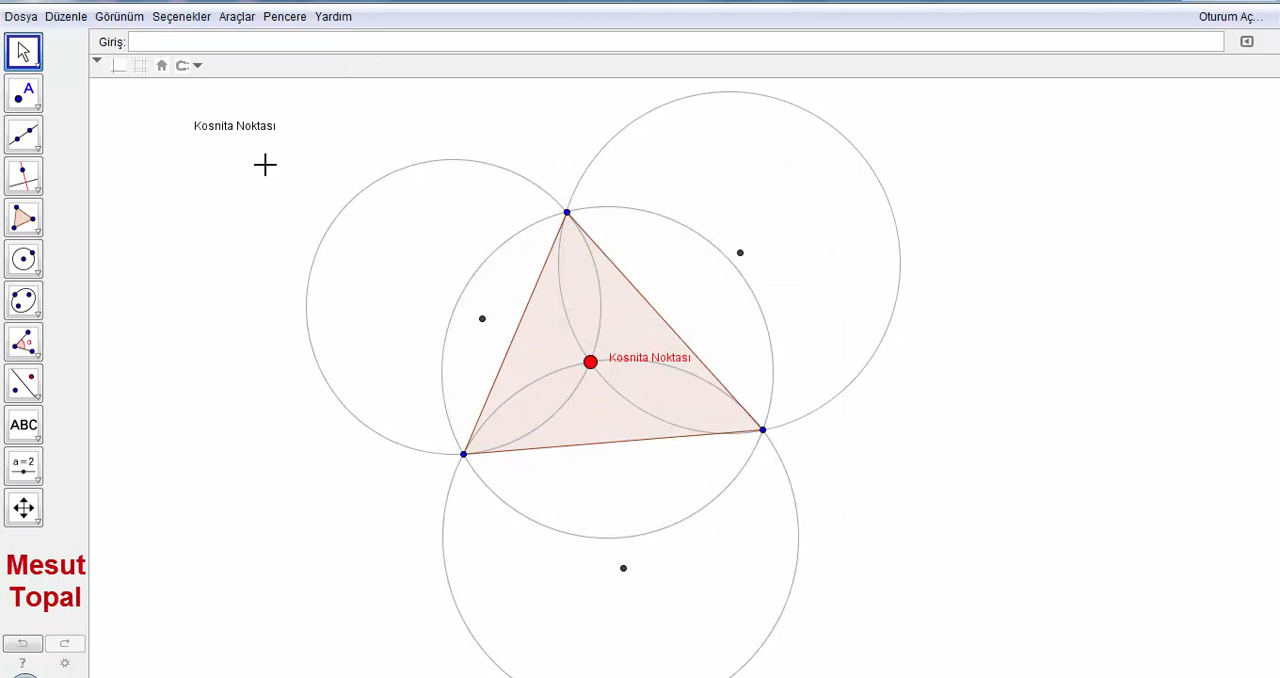 Dosya Düzenle Görünüm Seçenekler Araçlar Pencere Yardım Oturum Aç...
Giriş:
Kosnita Noktası
A
Kosnita Noktası
α
ABC
a=2
Mesut
Topal
?